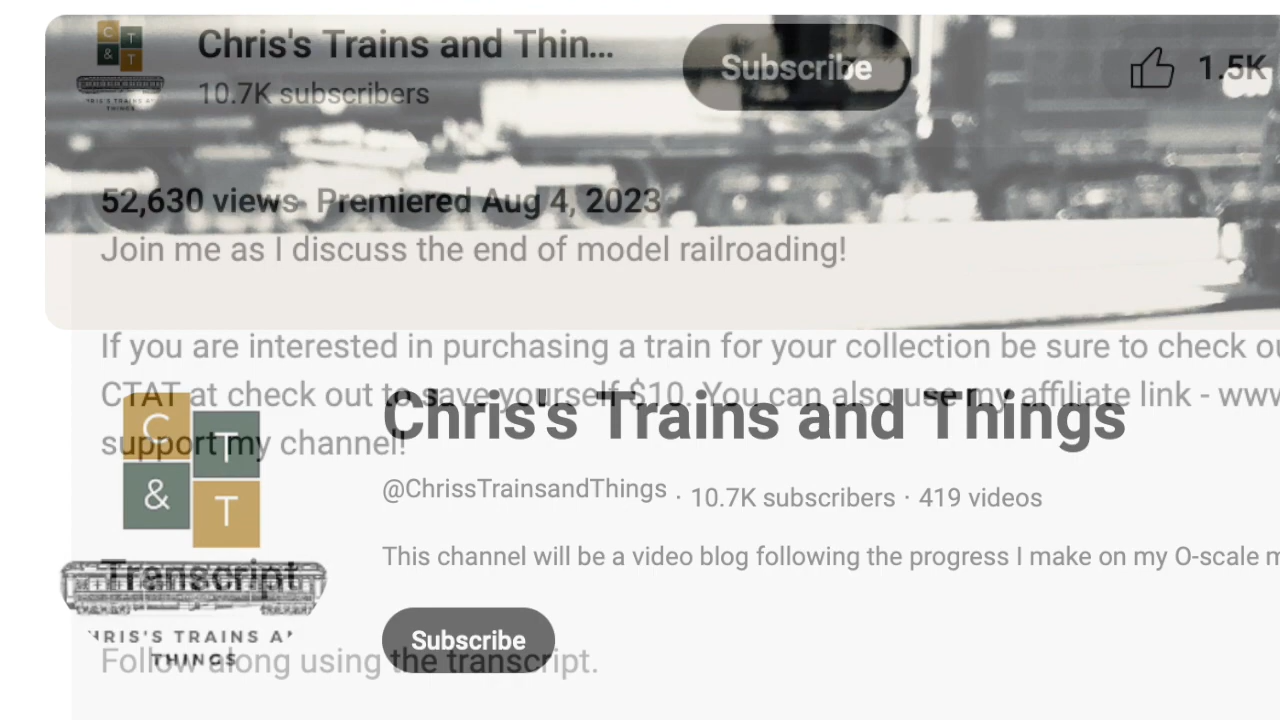 C T
& T
Chris's Trains and Thin...
Subscribe
1.5K
10.7K subscribers
THINGS
52,630 views Premiered Aug 4, 2023
Join me as I discuss the end of model railroading!
If you are interested in purchasing a train for your collection be sure to check
CTAT at check out to save yourself $10. You can also use my affiliate link -
support my channel!
C T
& T
Chris's Trains and Things
@ChrissTrainsandThings · 10.7K subscribers · 419 videos
This channel will be a video blog following the progress I make on my O-scale
Transcript
HRIS'S TRAINS A
THINGS
Subscribe
Follow along using the transcript.